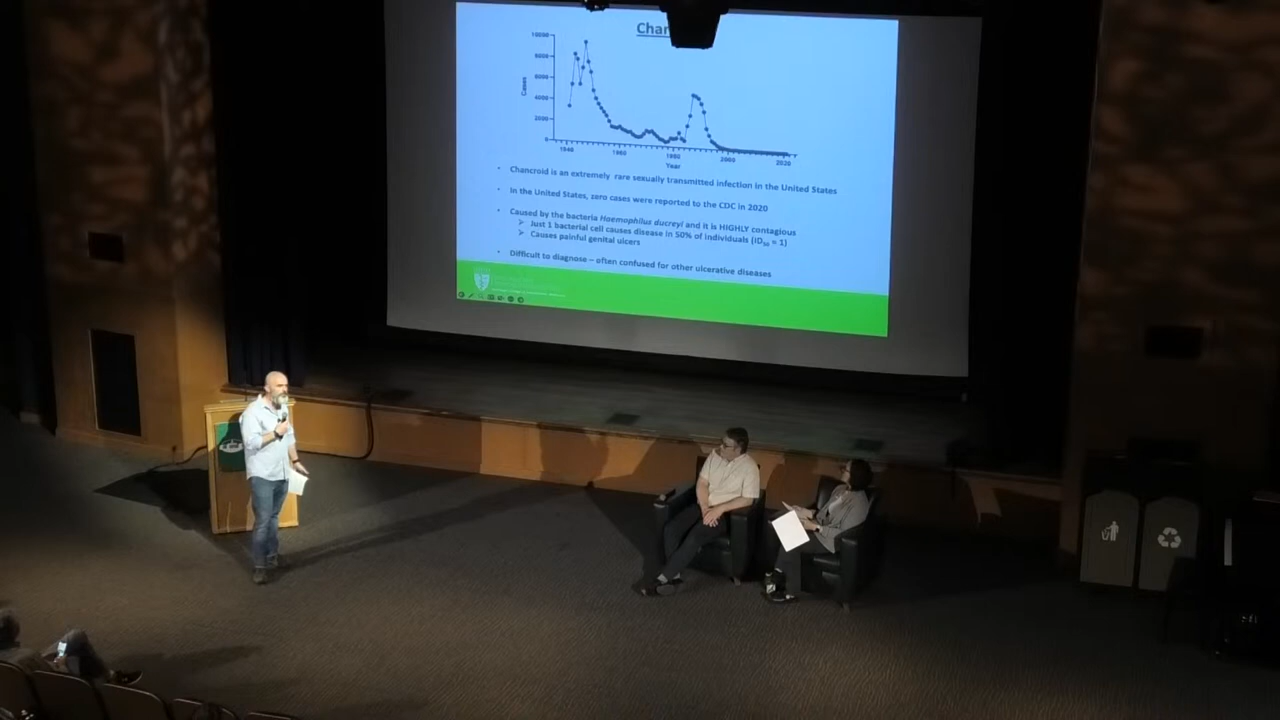 Chan
10000
8000
6000
4000
2000
0
Cases
1940
1960
1980
2000
2020
Year
• Chancroid is an extremely rare sexually transmitted infection in the United States
• In the United States, zero cases were reported to the CDC in 2020
• Caused by the bacteria Haemophilus ducreyi and it is HIGHLY contagious
➢ Just 1 bacterial cell causes disease in 50% of individuals (ID50 = 1)
➢ Causes painful genital ulcers
• Difficult to diagnose – often confused for other ulcerative diseases